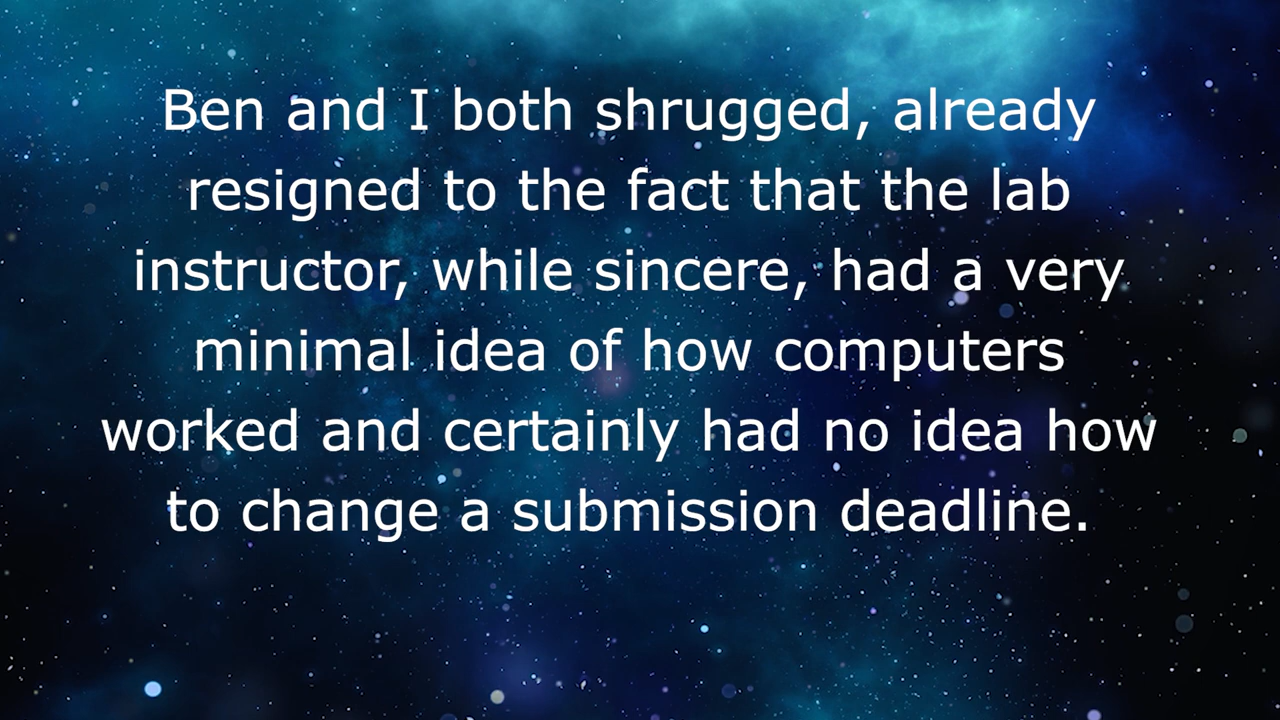 Ben and I both shrugged, already
resigned to the fact that the lab
instructor, while sincere, had a very
minimal idea of how computers
worked and certainly had no idea how
to change a submission deadline.